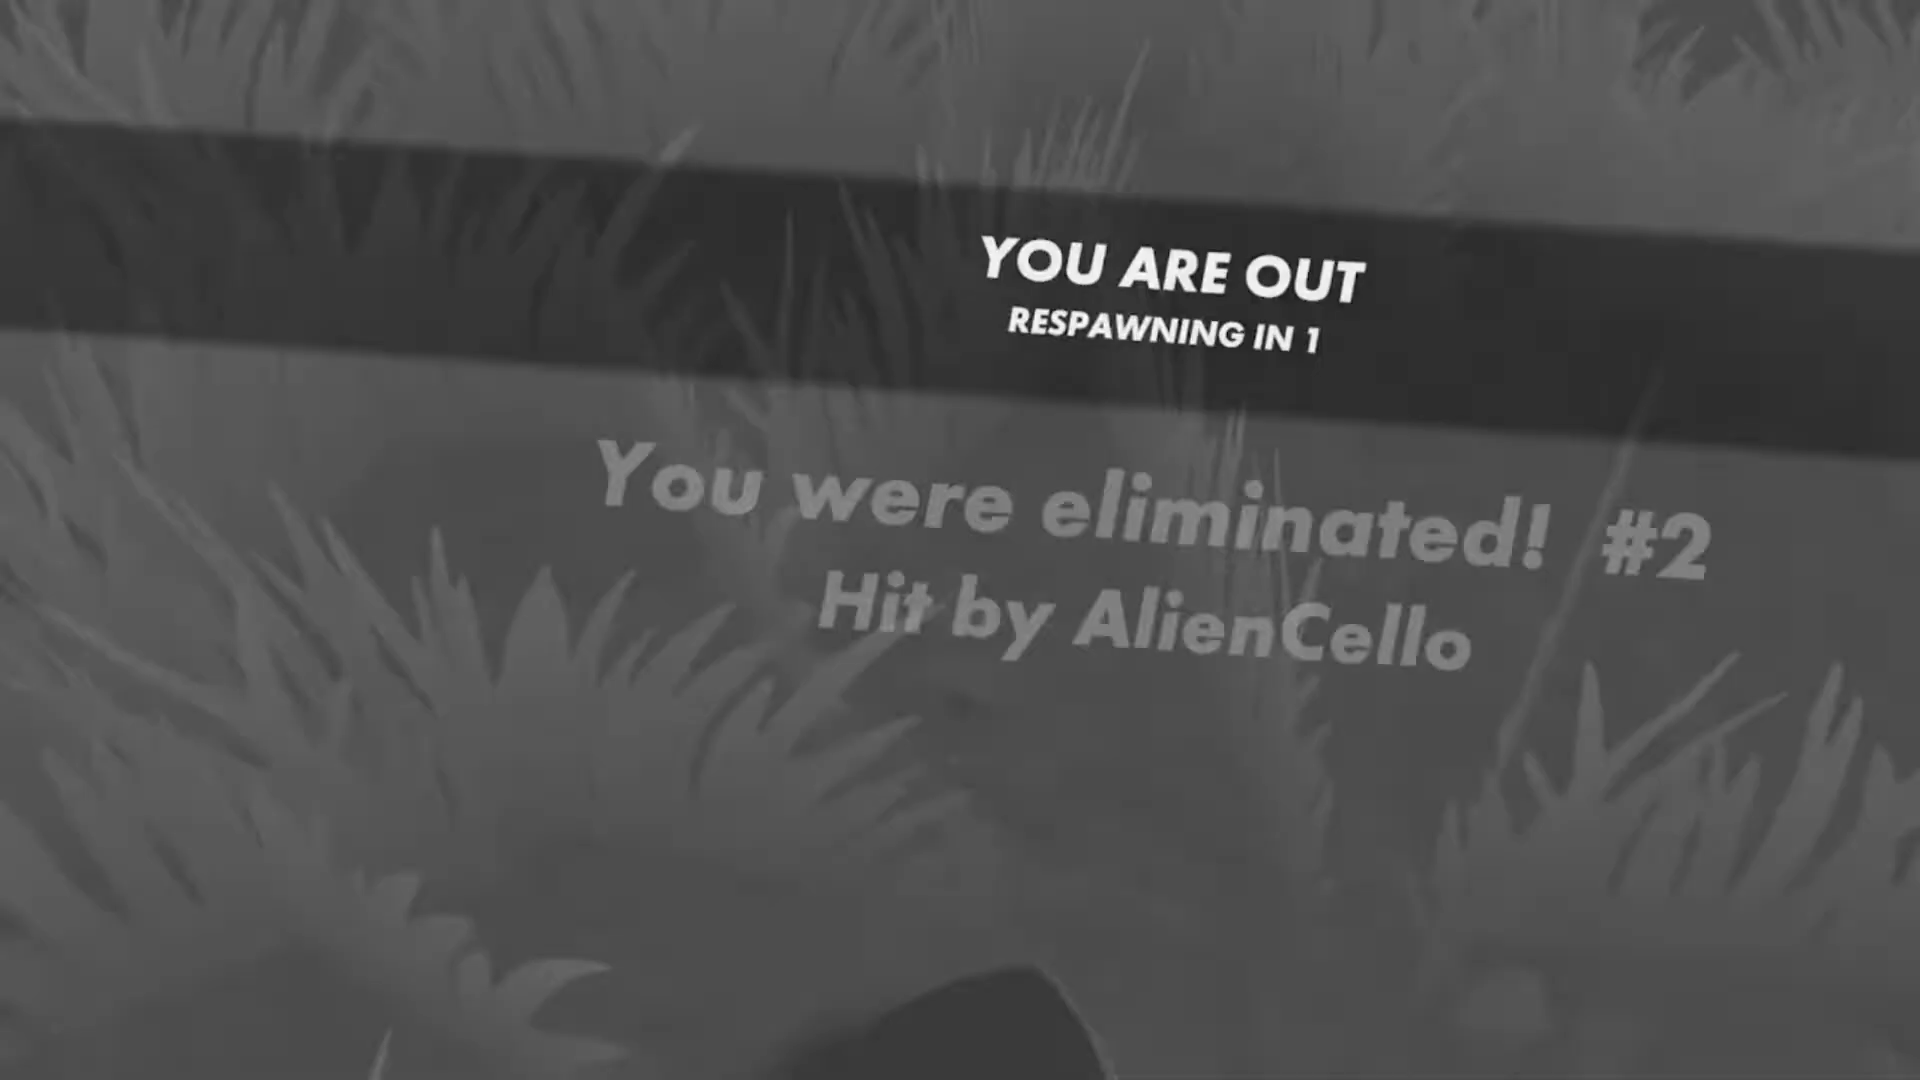 YOU ARE OUT
RESPAWNING IN 1
You were eliminated! #2
Hit by AlienCello